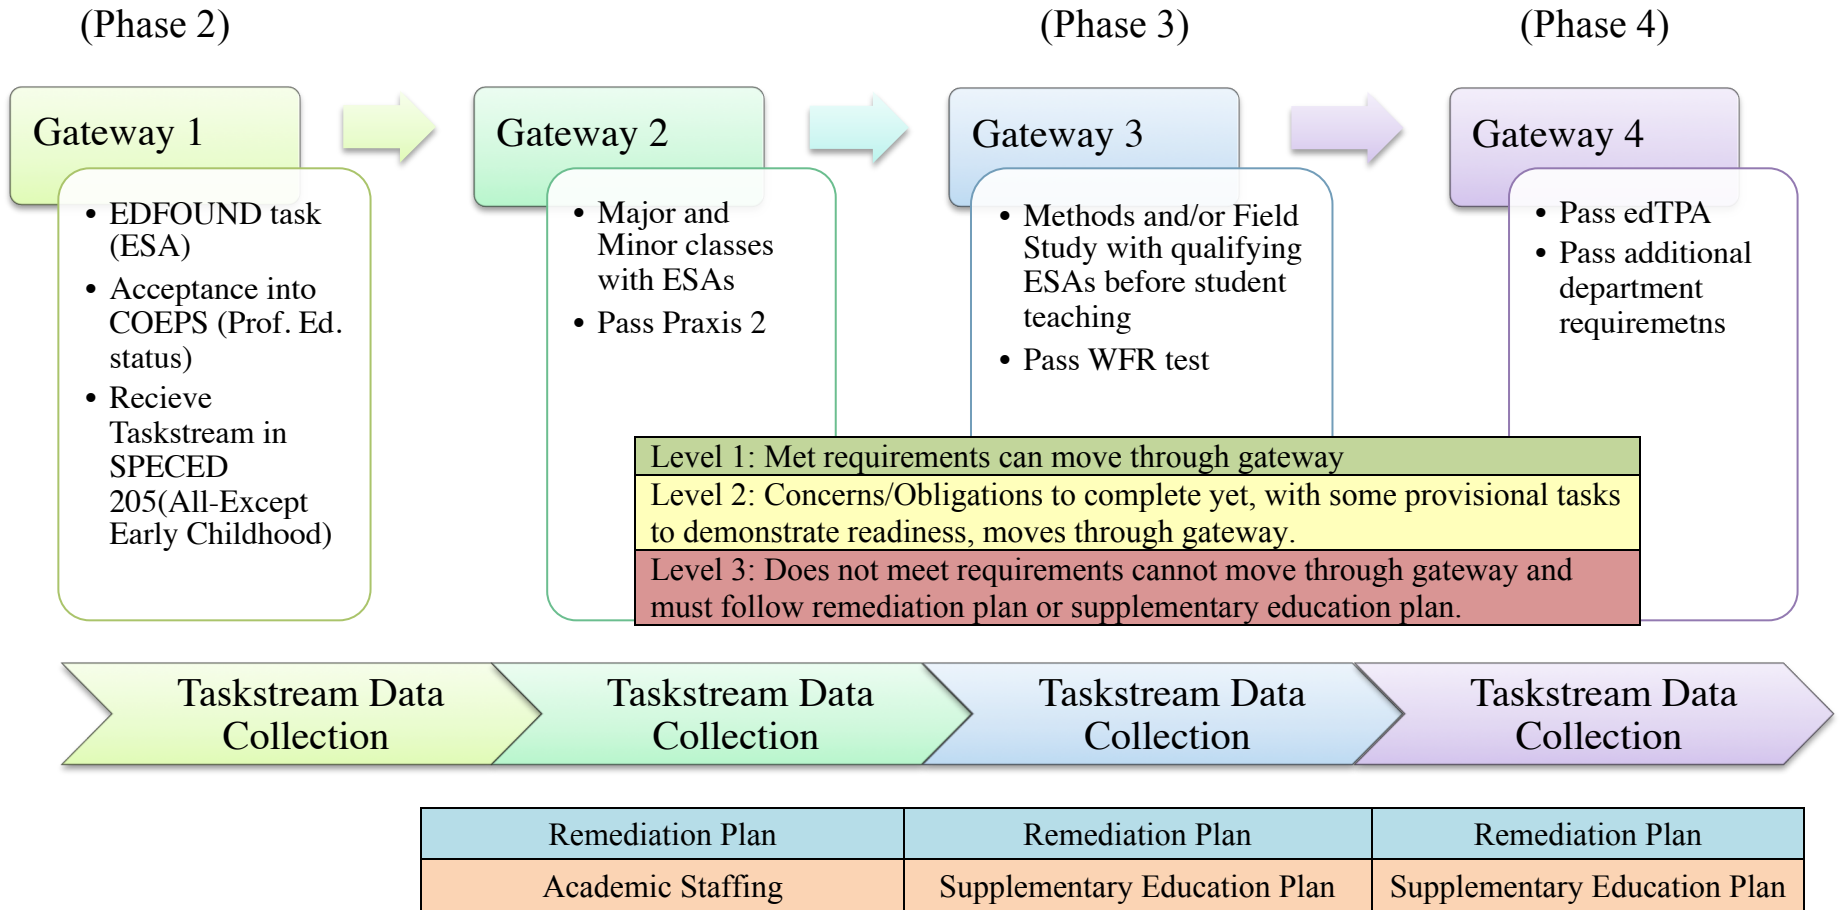 (Phase 2)
(Phase 3)
(Phase 4)
Gateway 1
Gateway 2
Gateway 3
Gateway 4
• EDFOUND task
(ESA)
• Acceptance into
COEPS (Prof. Ed.
status)
• Recieve
Taskstream in
SPECED
205(All-Except
Early Childhood)
• Major and
Minor classes
with ESAs
• Pass Praxis 2
• Methods and/or Field
Study with qualifying
ESAs before student
teaching
• Pass WFR test
• Pass edTPA
• Pass additional
department
requiremetns
Level 1: Met requirements can move through gateway
Level 2: Concerns/Obligations to complete yet, with some provisional tasks
to demonstrate readiness, moves through gateway.
Level 3: Does not meet requirements cannot move through gateway and
must follow remediation plan or supplementary education plan.
Taskstream Data
Collection
Taskstream Data
Collection
Taskstream Data
Collection
Taskstream Data
Collection
Remediation Plan
Remediation Plan
Remediation Plan
Academic Staffing
Supplementary Education Plan
Supplementary Education Plan